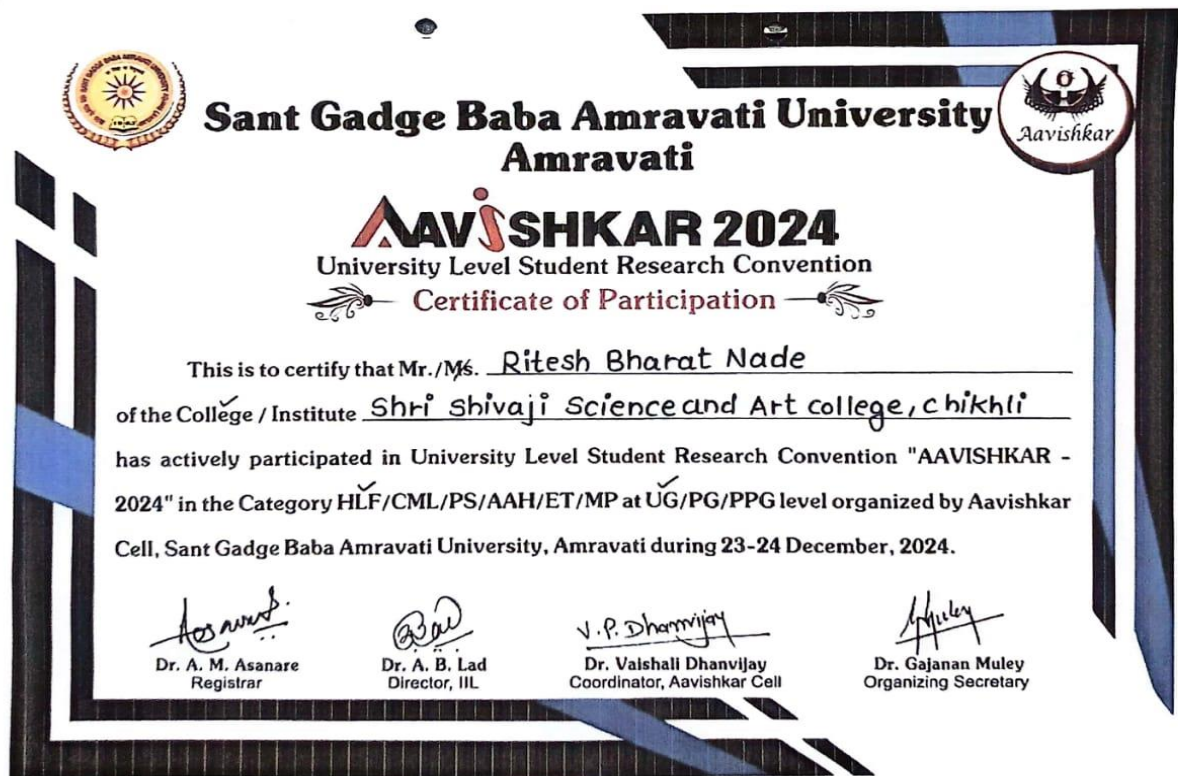 Sant Gadge Baba Amravati University
Amravati
Aavishkar
AAVISHKAR 2024
University Level Student Research Convention
Certificate of Participation
This is to certify that Mr./Ms. Ritesh Bharat Nade
of the College / Institute Shri Shivaji Science and Art college, chikhli
has actively participated in University Level Student Research Convention "AAVISHKAR -
2024" in the Category HLF/CML/PS/AAH/ET/MP at UG/PG/PPG level organized by Aavishkar
Cell, Sant Gadge Baba Amravati University, Amravati during 23-24 December, 2024.
V. P. Dhanvijay
Dr. A. M. Asanare
Registrar
Dr. A. B. Lad
Director, IIL
Dr. Vaishali Dhanvijay
Coordinator, Aavishkar Cell
Dr. Gajanan Muley
Organizing Secretary